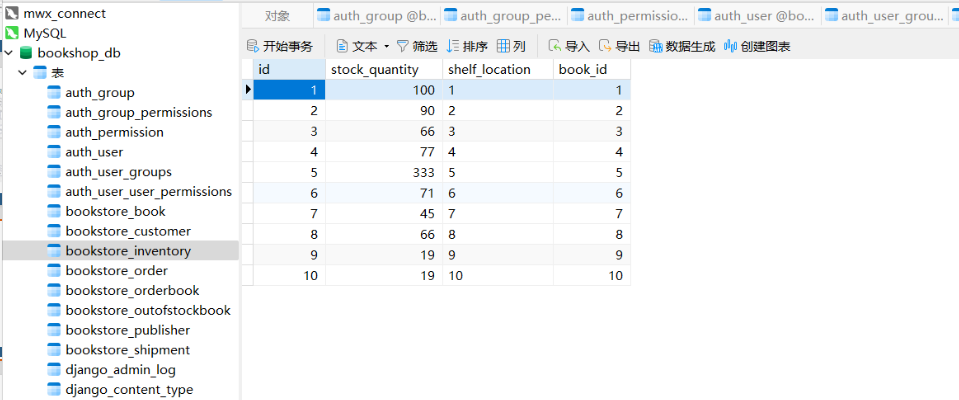 mwx_connect
MySQL
bookshop_db
表
auth_group
auth_group_permissions
auth_permission
auth_user
auth_user_groups
auth_user_user_permissions
bookstore_book
bookstore_customer
bookstore_inventory
bookstore_order
bookstore_orderbook
bookstore_outofstockbook
bookstore_publisher
bookstore_shipment
django_admin_log
django_content_type
对象 auth_group @b... auth_group_pe... auth_permissio... auth_user @bo... auth_user_grou...
开始事务 文本 筛选 排序 列 导入 导出 数据生成 创建图表
id stock_quantity shelf_location book_id
1 100 1 1
2 90 2 2
3 66 3 3
4 77 4 4
5 333 5 5
6 71 6 6
7 45 7 7
8 66 8 8
9 19 9 9
10 19 10 10